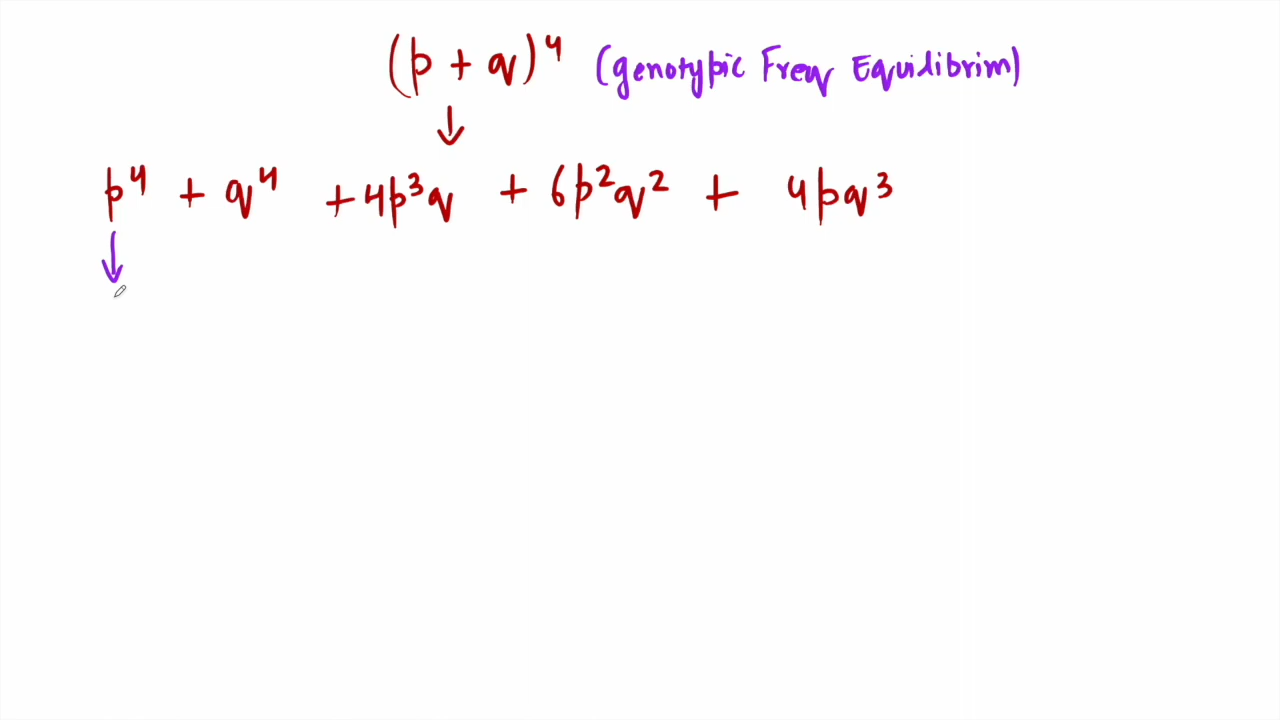 (p + q)⁴ (genotypic Freq Equilibrim)
p⁴ + q⁴ + 4p³q + 6p²q² + 4pq³